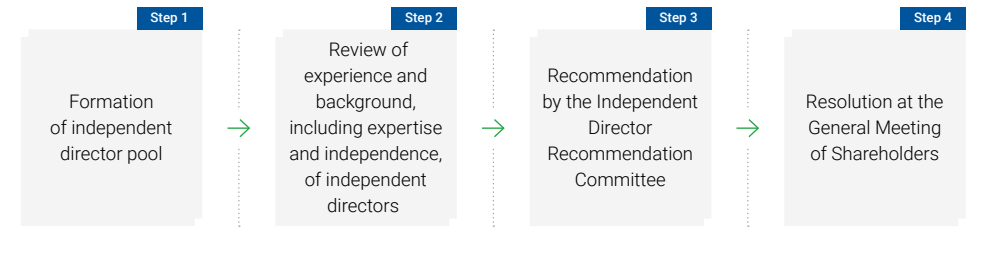 Step 1
Formation
of independent
director pool
Step 2
Review of
experience and
background,
including expertise
and independence,
of independent
directors
Step 3
Recommendation
by the Independent
Director
Recommendation
Committee
Step 4
Resolution at the
General Meeting
of Shareholders